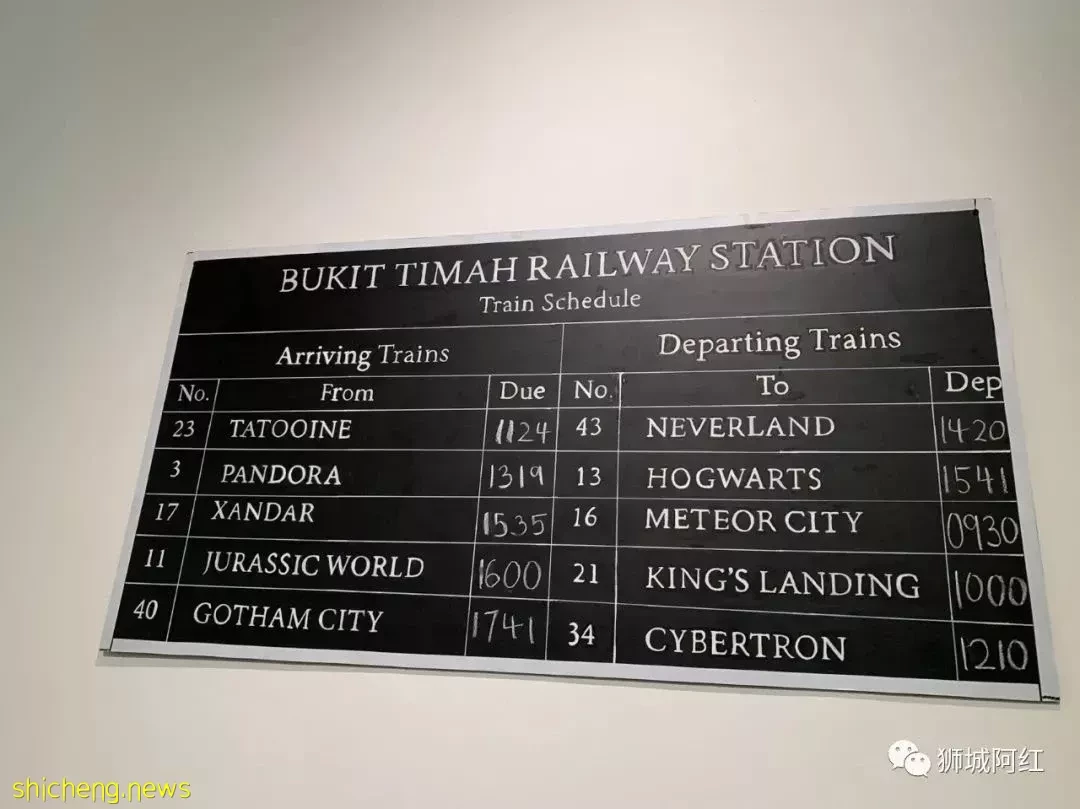 BUKIT TIMAH RAILWAY STATION
Train Schedule
Arriving Trains Departing Trains
No. From Due No. To Dep
23 TATOOINE 1124 43 NEVERLAND 1420
3 PANDORA 1319 13 HOGWARTS 1541
17 XANDAR 1535 16 METEOR CITY 0930
11 JURASSIC WORLD 1600 21 KING'S LANDING 1000
40 GOTHAM CITY 1741 34 CYBERTRON 1210
狮城阿红
shicheng.news